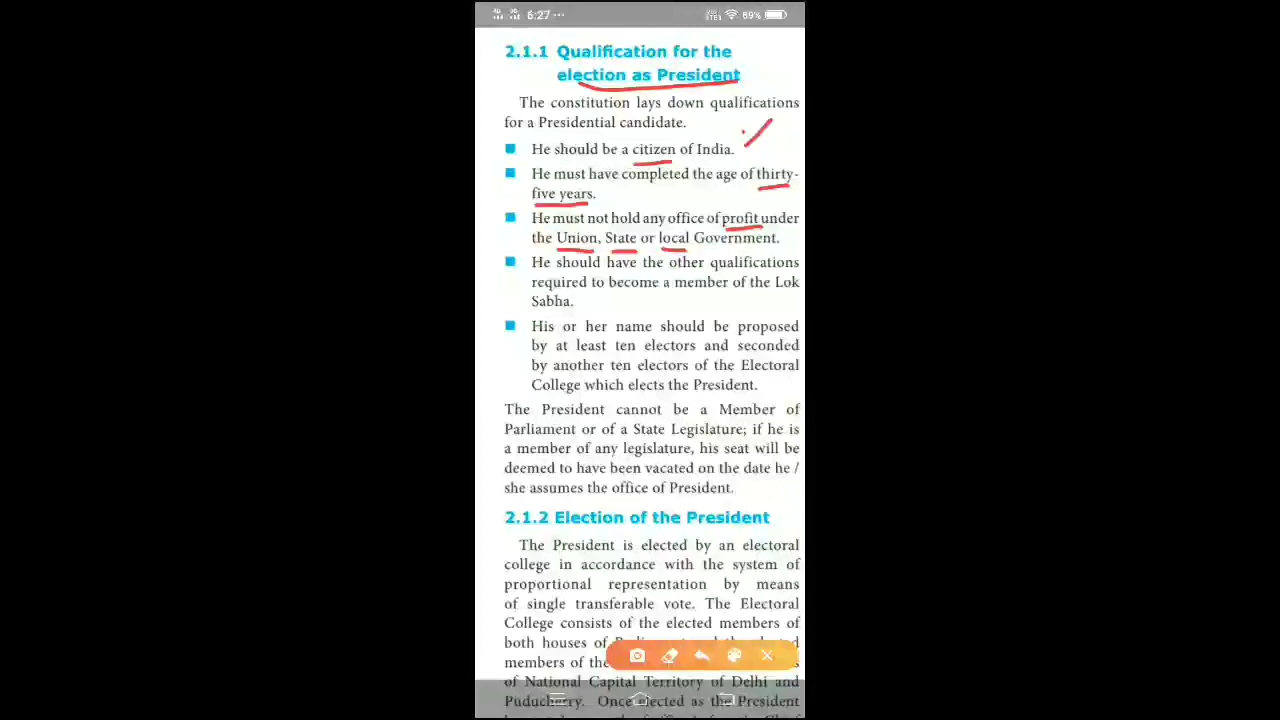 6:27 ...
89%
2.1.1 Qualification for the
election as President
The constitution lays down qualifications
for a Presidential candidate.
He should be a citizen of India.
He must have completed the age of thirty-
five years.
He must not hold any office of profit under
the Union, State or local Government.
He should have the other qualifications
required to become a member of the Lok
Sabha.
His or her name should be proposed
by at least ten electors and seconded
by another ten electors of the Electoral
College which elects the President.
The President cannot be a Member of
Parliament or of a State Legislature; if he is
a member of any legislature, his seat will be
deemed to have been vacated on the date he /
she assumes the office of President.
2.1.2 Election of the President
The President is elected by an electoral
college in accordance with the system of
proportional representation by means
of single transferable vote. The Electoral
College consists of the elected members of
both houses of
members of the
of National Capital Territory of Delhi and
Puducherry. Once elected as the President